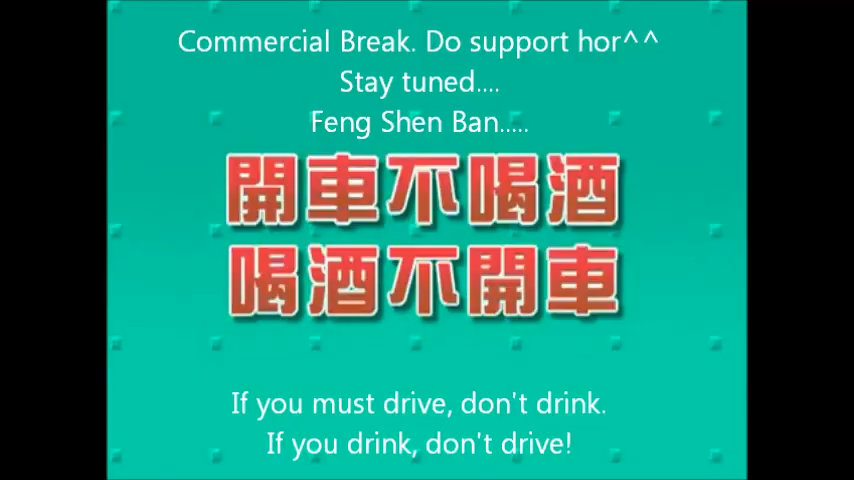 Commercial Break. Do support hor^^
Stay tuned....
Feng Shen Ban.....
開車不喝酒
喝酒不開車
If you must drive, don't drink.
If you drink, don't drive!